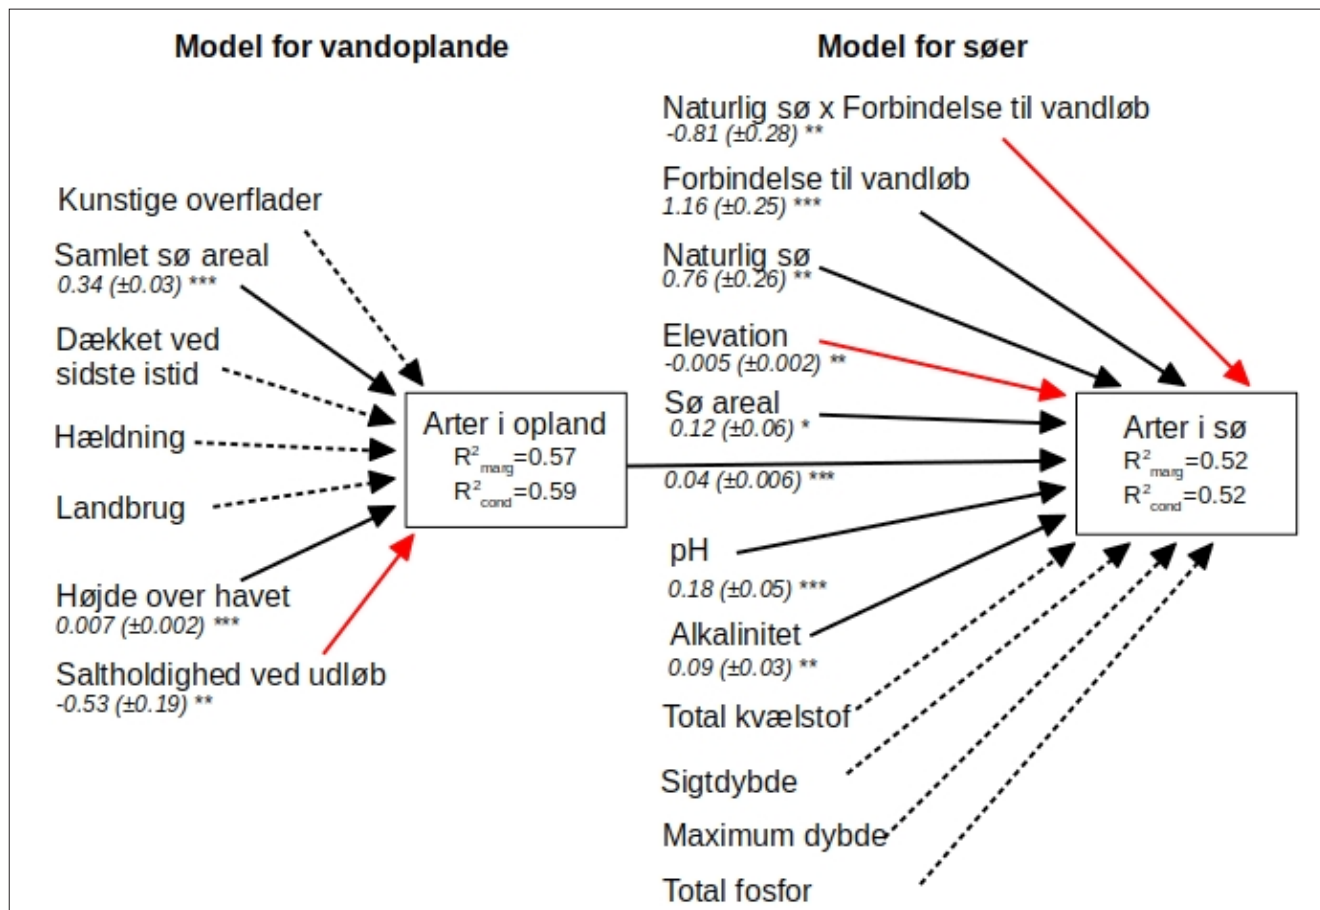 Model for vandoplande
Kunstige overflader
Samlet sø areal
0.34 (±0.03) ***
Dækket ved
sidste istid
Hældning
Landbrug
Højde over havet
0.007 (±0.002) ***
Saltholdighed ved udløb
-0.53 (±0.19) **
Arter i opland
R²marg=0.57
R²cond=0.59
Model for søer
Naturlig sø x Forbindelse til vandløb
-0.81 (±0.28) **
Forbindelse til vandløb
1.16 (±0.25) ***
Naturlig sø
0.76 (±0.26) **
Elevation
-0.005 (±0.002) **
Sø areal
0.12 (±0.06) *
0.04 (±0.006) ***
pH
0.18 (±0.05) ***
Alkalinitet
0.09 (±0.03) **
Total kvælstof
Sigtdybde
Maximum dybde
Total fosfor
Arter i sø
R²marg=0.52
R²cond=0.52